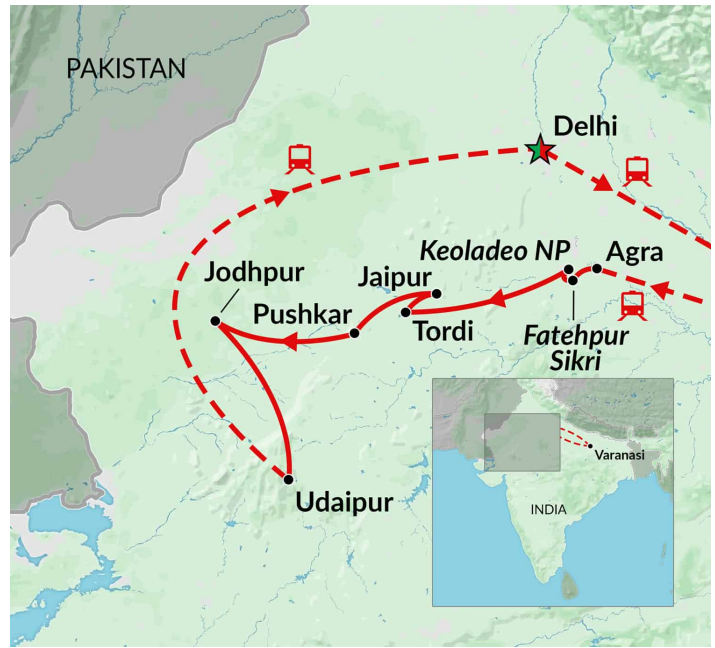 PAKISTAN
Delhi
Keoladeo NP
Agra
Jodhpur
Jaipur
Pushkar
Tordi
Fatehpur
Sikri
Udaipur
Varanasi
INDIA